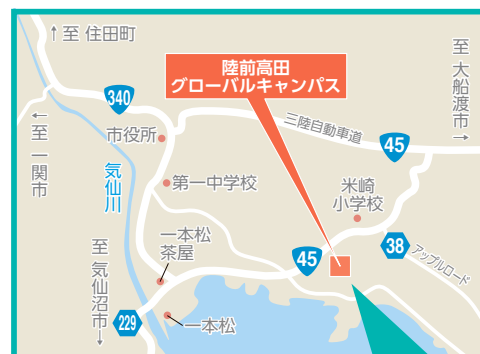 ↑至 住田町
陸前高田
グローバルキャンパス
至 大船渡市→
340
三陸自動車道
45
←至 一関市
市役所
気仙川
第一中学校
米崎
小学校
38
アップルロード
一本松
茶屋
45
至 気仙沼市↓
229
一本松